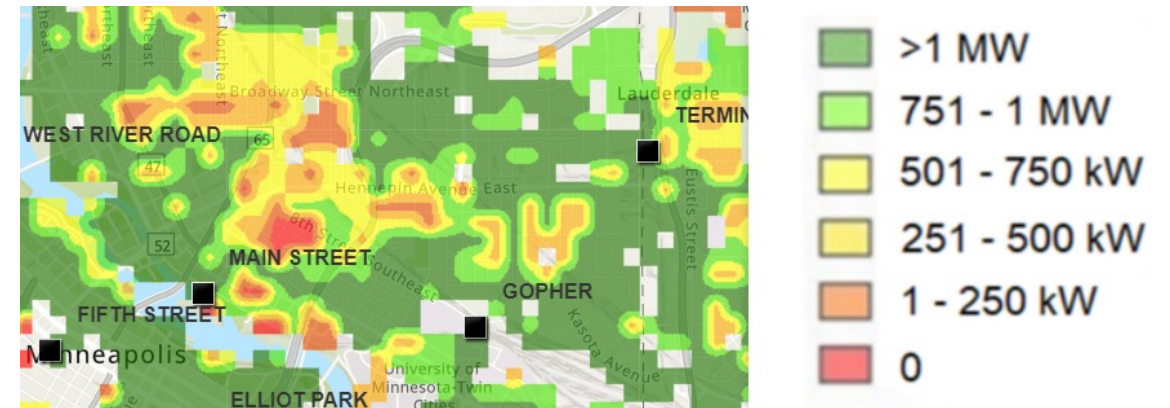 Northeast
Broadway Street Northeast
Lauderdale
TERMIN
WEST RIVER ROAD
65
47
Hennepin Avenue East
Eustis Street
8th Street
Southeast
52
MAIN STREET
GOPHER
FIFTH STREET
Kasota Avenue
Minneapolis
University of
Minnesota-Twin
Cities
ELLIOT PARK
>1 MW
751 - 1 MW
501 - 750 kW
251 - 500 kW
1 - 250 kW
0